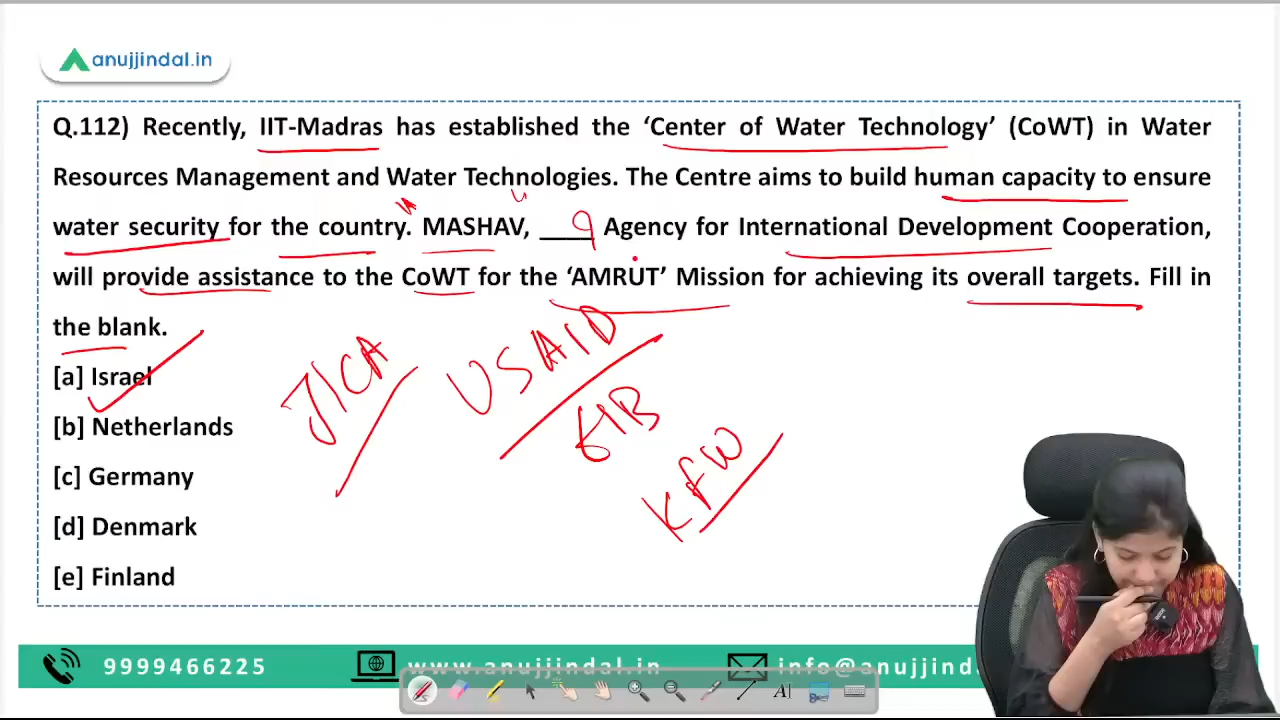 anujjindal.in
Q.112) Recently, IIT-Madras has established the ‘Center of Water Technology’ (CoWT) in Water
Resources Management and Water Technologies. The Centre aims to build human capacity to ensure
water security for the country. MASHAV, ____ Agency for International Development Cooperation,
will provide assistance to the CoWT for the ‘AMRUT’ Mission for achieving its overall targets. Fill in
the blank.
[a] Israel
[b] Netherlands
[c] Germany
[d] Denmark
[e] Finland
JICA
USAID
KFW
9999466225
www.anujjindal.in
info@anujjind